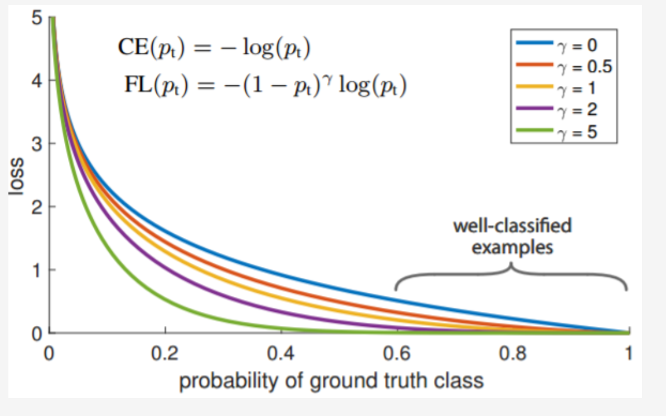 5
CE(pₜ) = − log(pₜ)
FL(pₜ) = −(1 − pₜ)^γ log(pₜ)
γ = 0
γ = 0.5
γ = 1
γ = 2
γ = 5
4
3
loss
2
well-classified
examples
1
0
0 0.2 0.4 0.6 0.8 1
probability of ground truth class